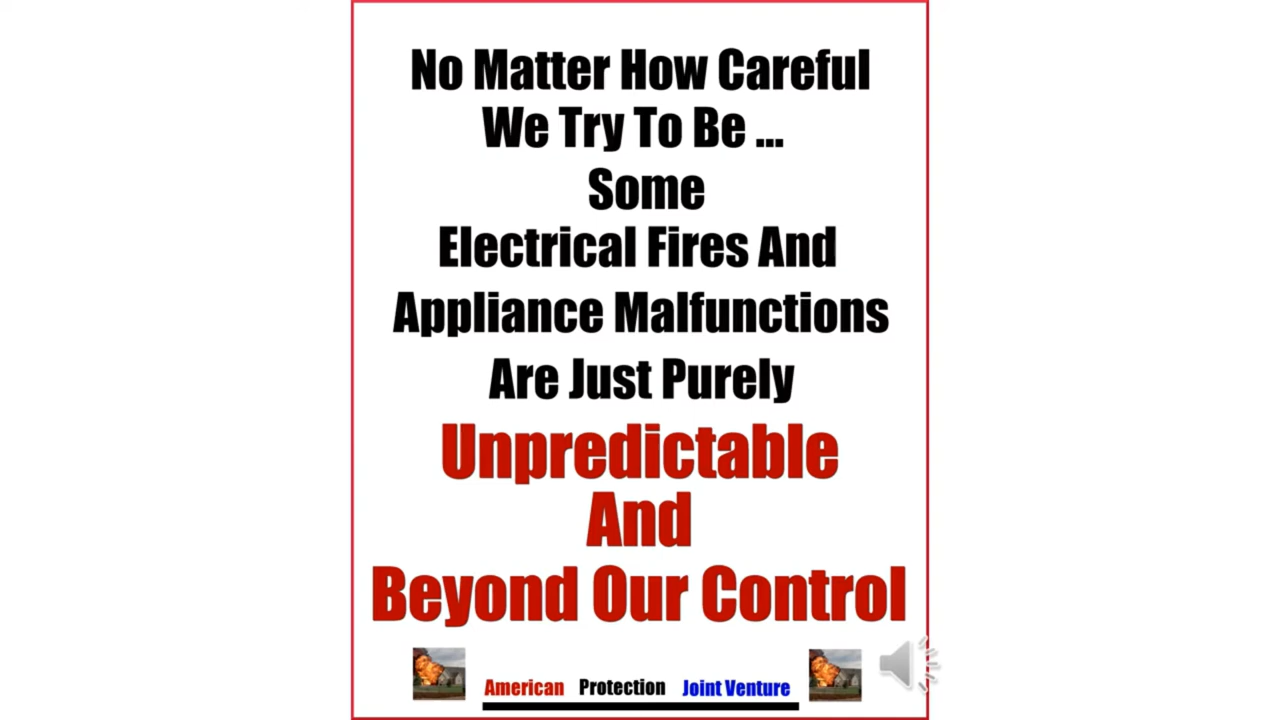 No Matter How Careful
We Try To Be ...
Some
Electrical Fires And
Appliance Malfunctions
Are Just Purely
Unpredictable
And
Beyond Our Control
American Protection Joint Venture